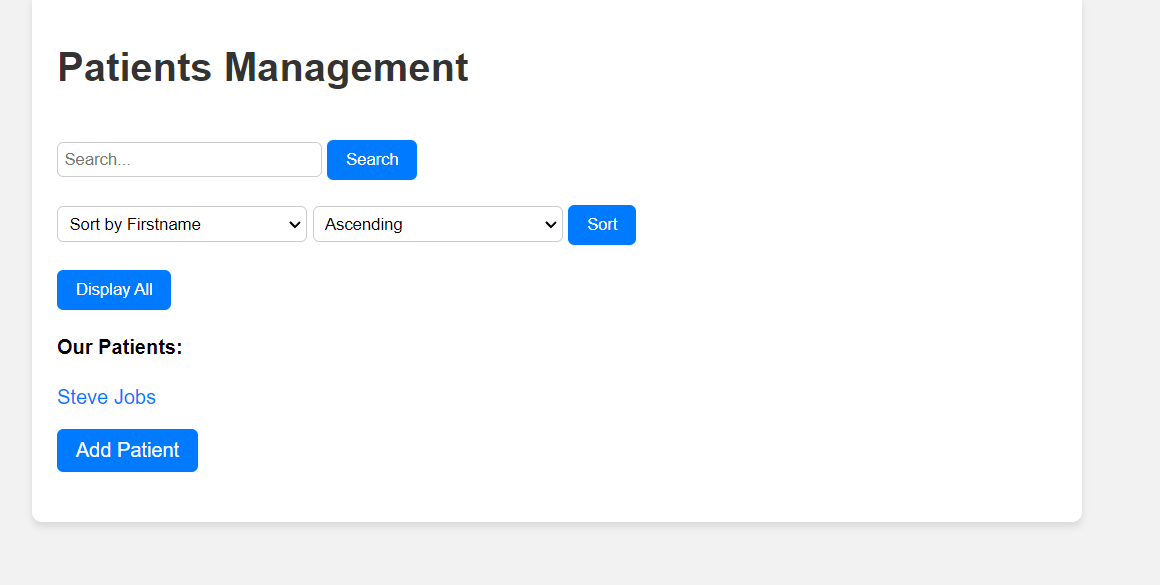 Patients Management
Search... Search
Sort by Firstname Ascending Sort
Display All
Our Patients:
Steve Jobs
Add Patient